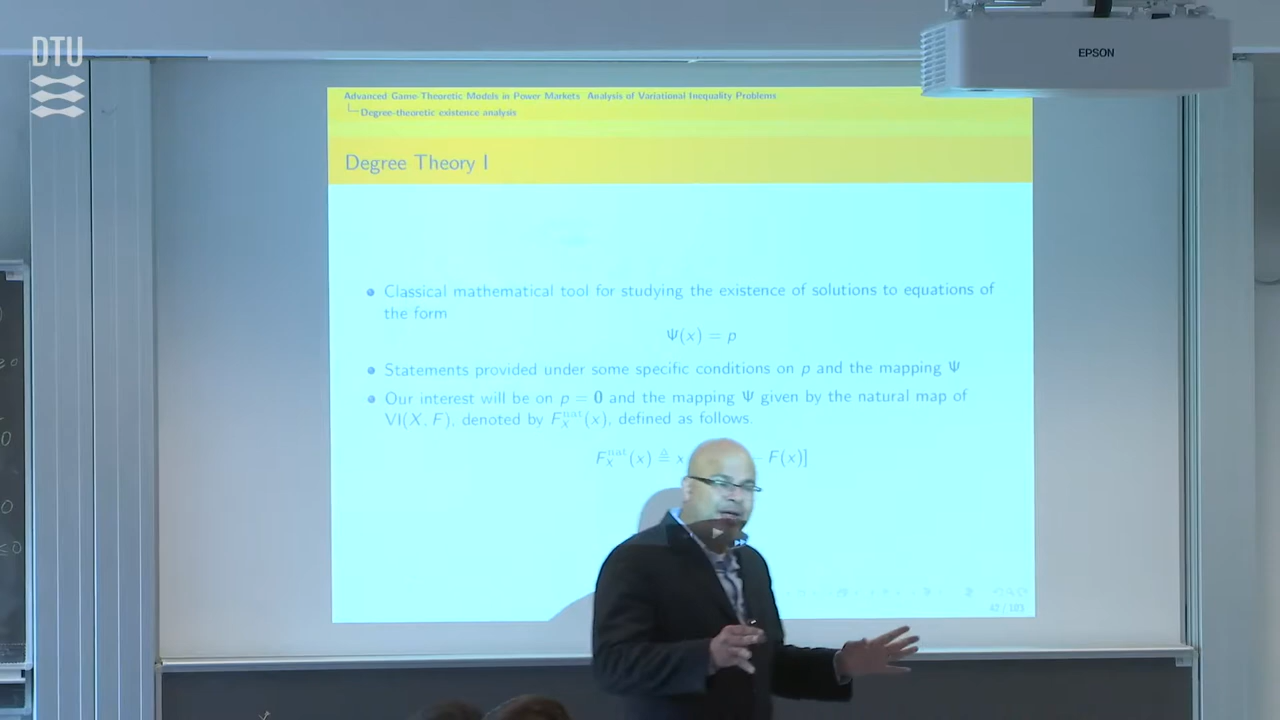 DTU
EPSON
Advanced Game-Theoretic Models in Power Markets Analysis of Variational Inequality Problems
Degree-theoretic existence analysis
Degree Theory I
Classical mathematical tool for studying the existence of solutions to equations of
the form
Ψ(x) = p
Statements provided under some specific conditions on p and the mapping Ψ
Our interest will be on p = 0 and the mapping Ψ given by the natural map of
VI(X, F), denoted by F_X^nat(x), defined as follows.
F_X^nat(x) ≜ x − F(x)]
42 / 103